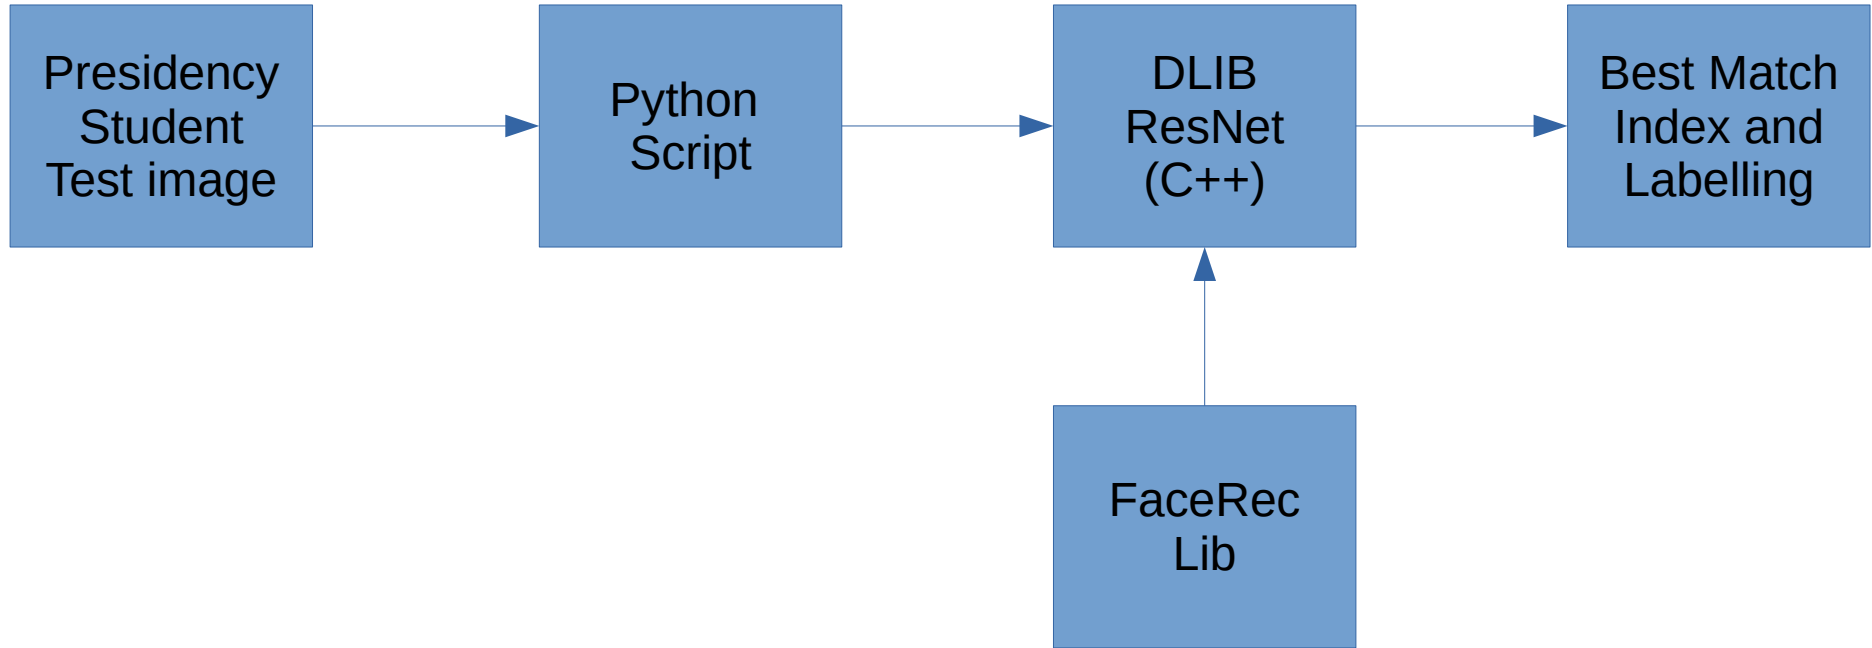 Presidency
Student
Test image
Python
Script
DLIB
ResNet
(C++)
Best Match
Index and
Labelling
FaceRec
Lib